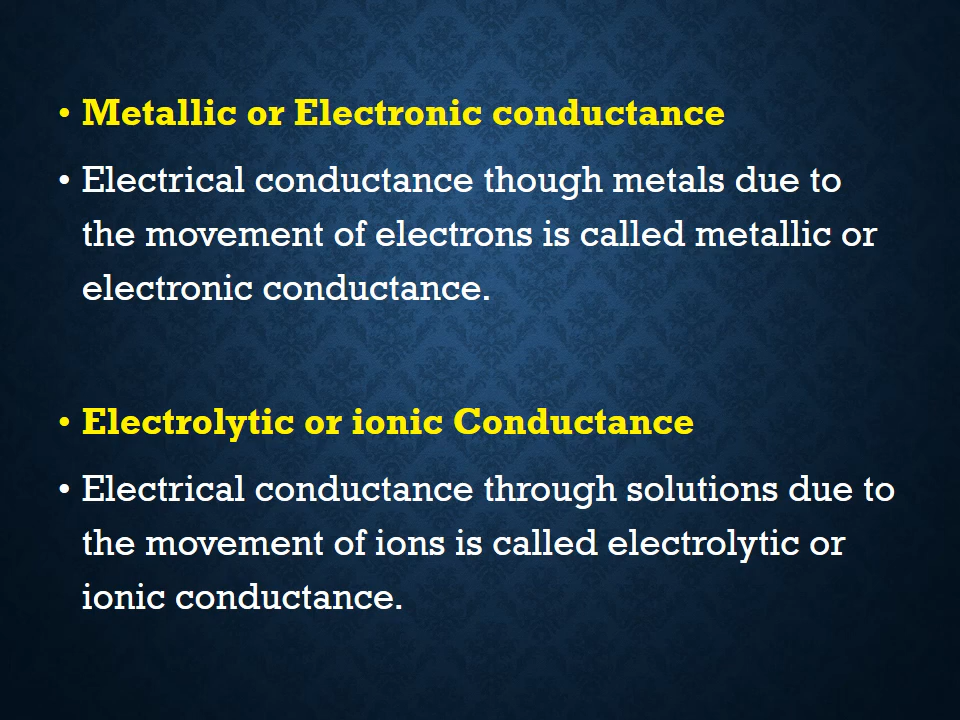 • Metallic or Electronic conductance
• Electrical conductance though metals due to
the movement of electrons is called metallic or
electronic conductance.
• Electrolytic or ionic Conductance
• Electrical conductance through solutions due to
the movement of ions is called electrolytic or
ionic conductance.